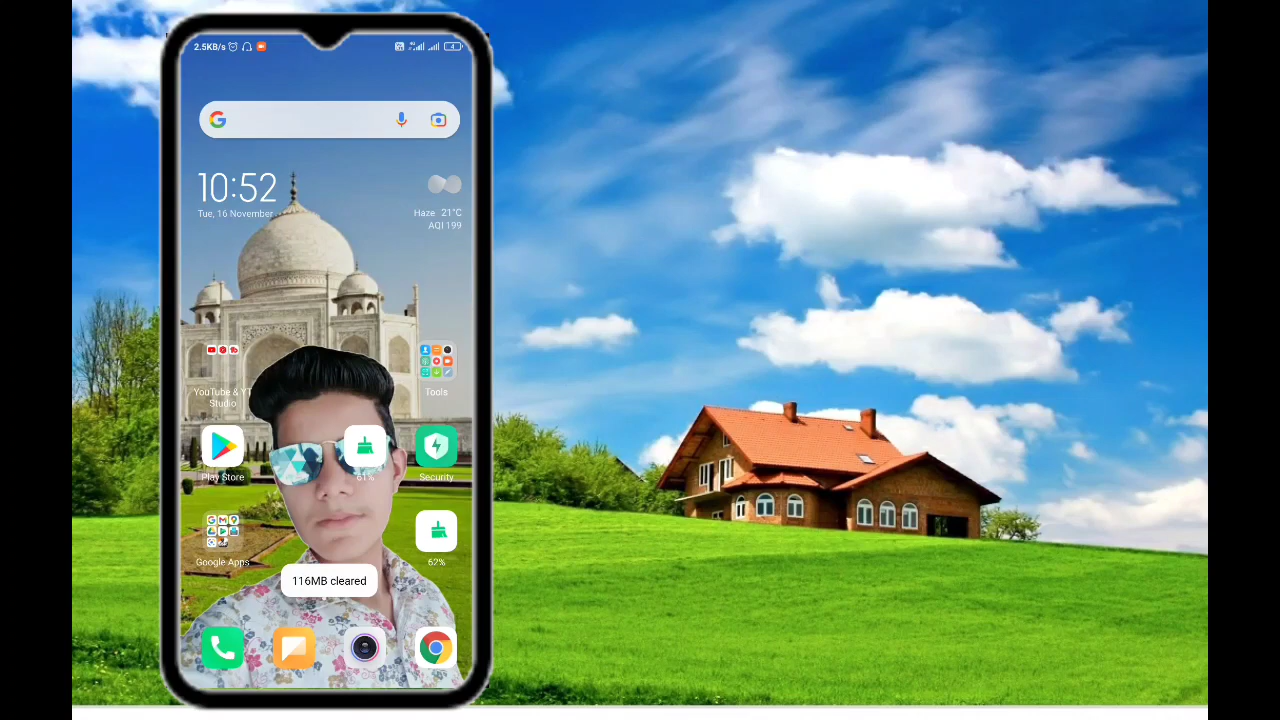 2.5KB/s
4
10:52
Tue, 16 November
Haze 21°C
AQI 199
YouTube & YT
Studio
Tools
Play Store
61%
Security
Google Apps
62%
116MB cleared